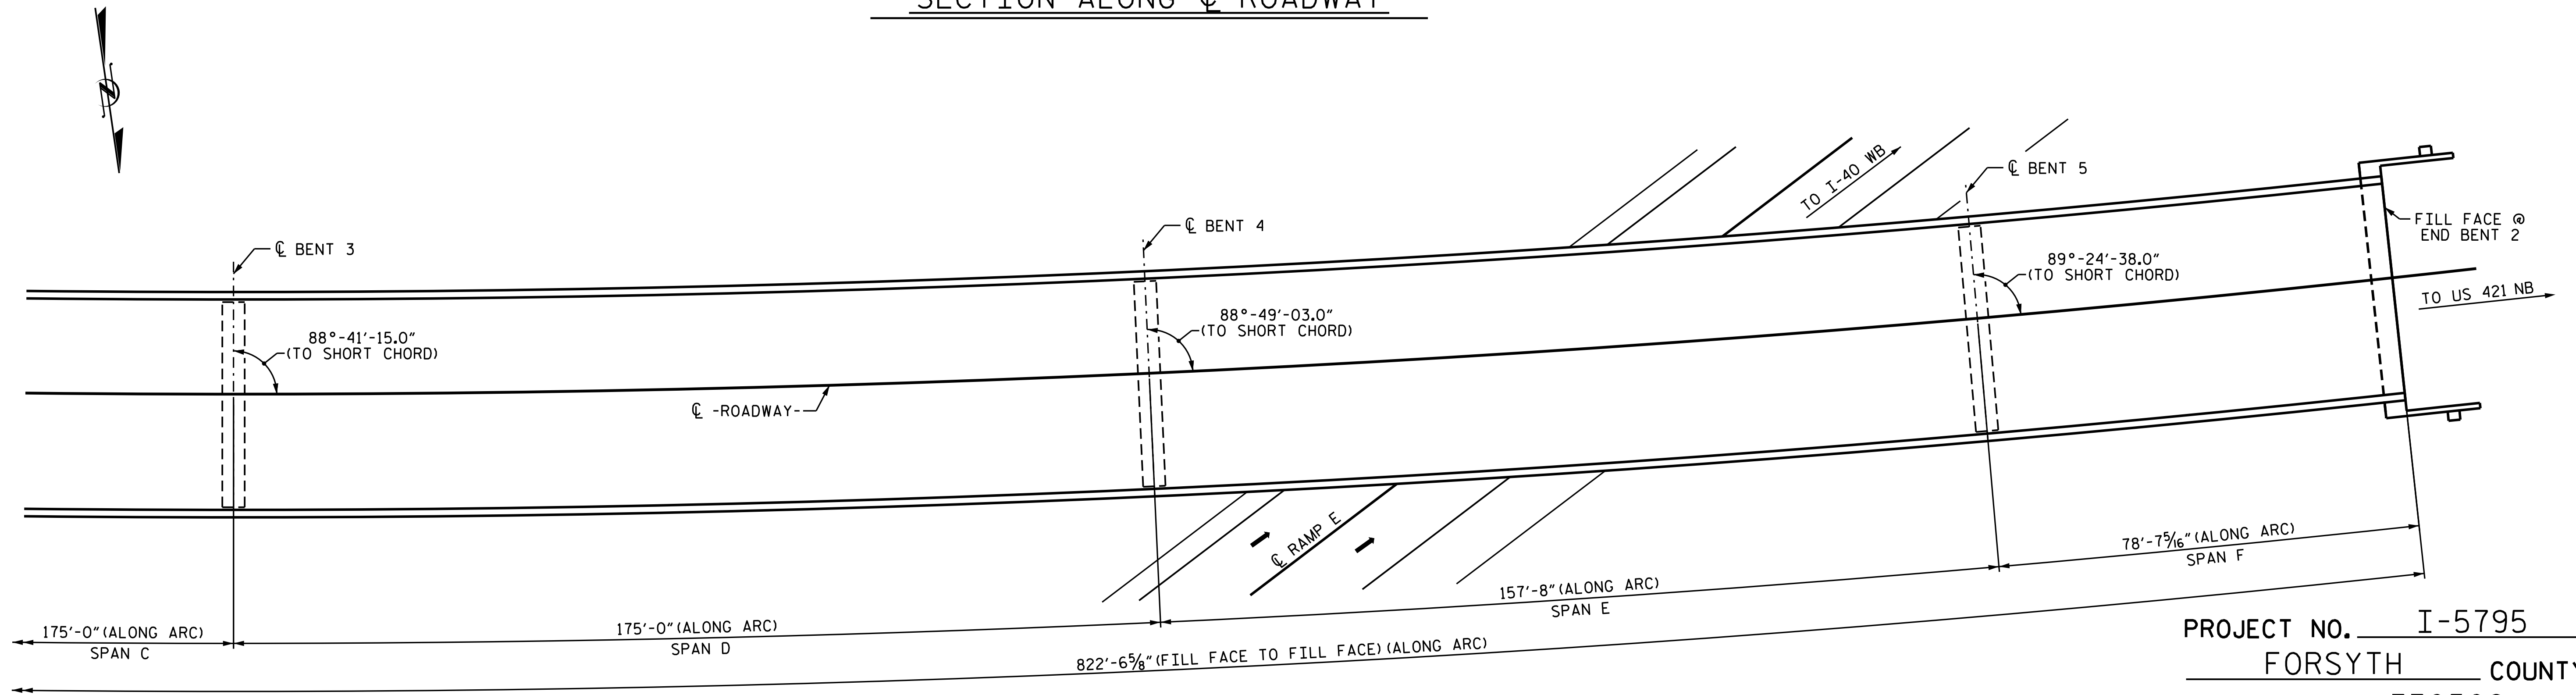 SECTION ALONG ℄ ROADWAY
N
TO I-40 WB
℄ BENT 5
℄ BENT 4
℄ BENT 3
FILL FACE @
END BENT 2
89°-24'-38.0"
(TO SHORT CHORD)
TO US 421 NB
88°-49'-03.0"
(TO SHORT CHORD)
88°-41'-15.0"
(TO SHORT CHORD)
℄ -ROADWAY-
℄ RAMP E
78'-7 5/16" (ALONG ARC)
SPAN F
157'-8" (ALONG ARC)
SPAN E
175'-0" (ALONG ARC)
SPAN C
175'-0" (ALONG ARC)
SPAN D
822'-6 5/8" (FILL FACE TO FILL FACE) (ALONG ARC)
PROJECT NO. I-5795
FORSYTH COUNTY